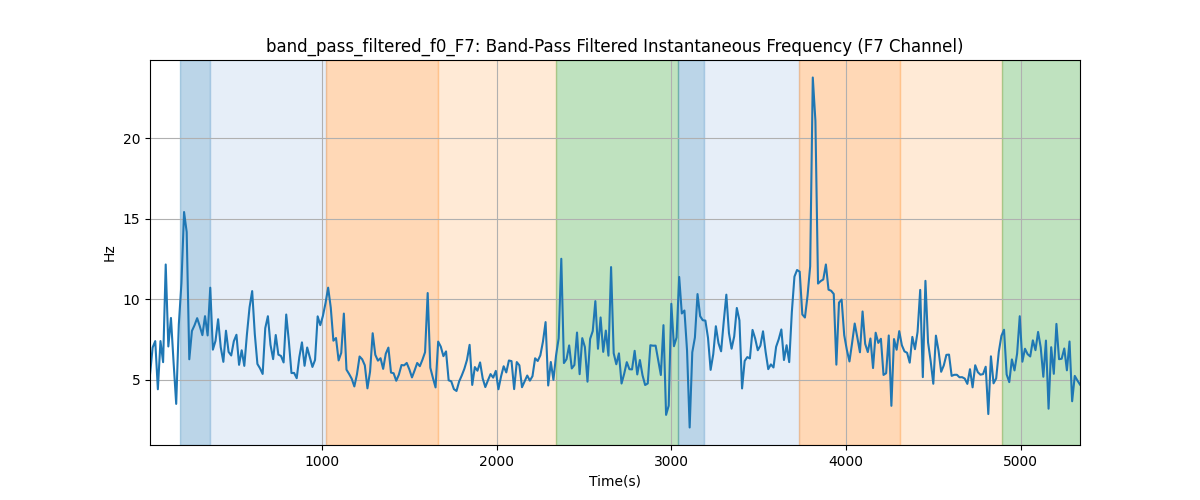 band_pass_filtered_f0_F7: Band-Pass Filtered Instantaneous Frequency (F7 Channel)
20
15
10
5
Hz
1000 2000 3000 4000 5000
Time(s)